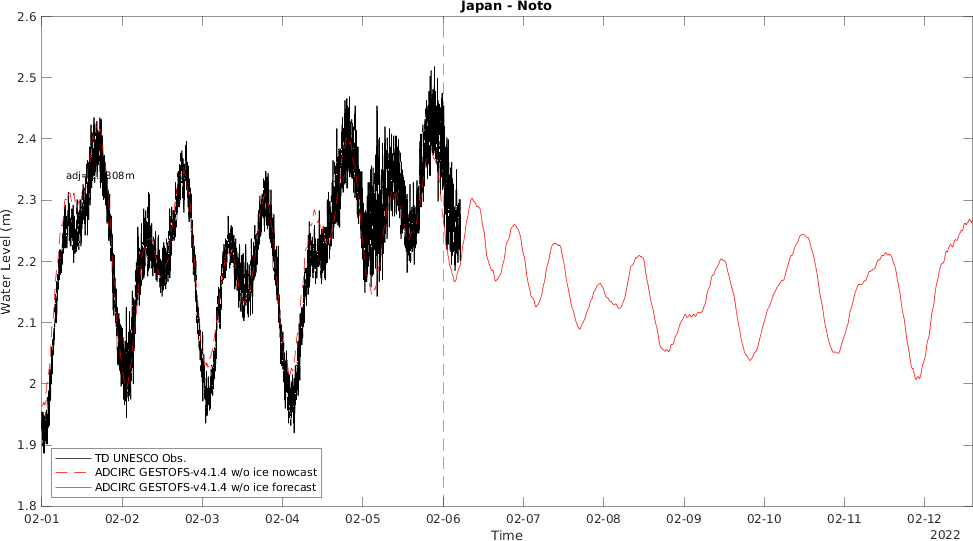 Japan - Noto
2.6
2.5
2.4
2.3
2.2
2.1
2
1.9
1.8
Water Level (m)
308m
TD UNESCO Obs.
ADCIRC GESTOFS-v4.1.4 w/o ice nowcast
ADCIRC GESTOFS-v4.1.4 w/o ice forecast
02-01 02-02 02-03 02-04 02-05 02-06 02-07 02-08 02-09 02-10 02-11 02-12
Time
2022